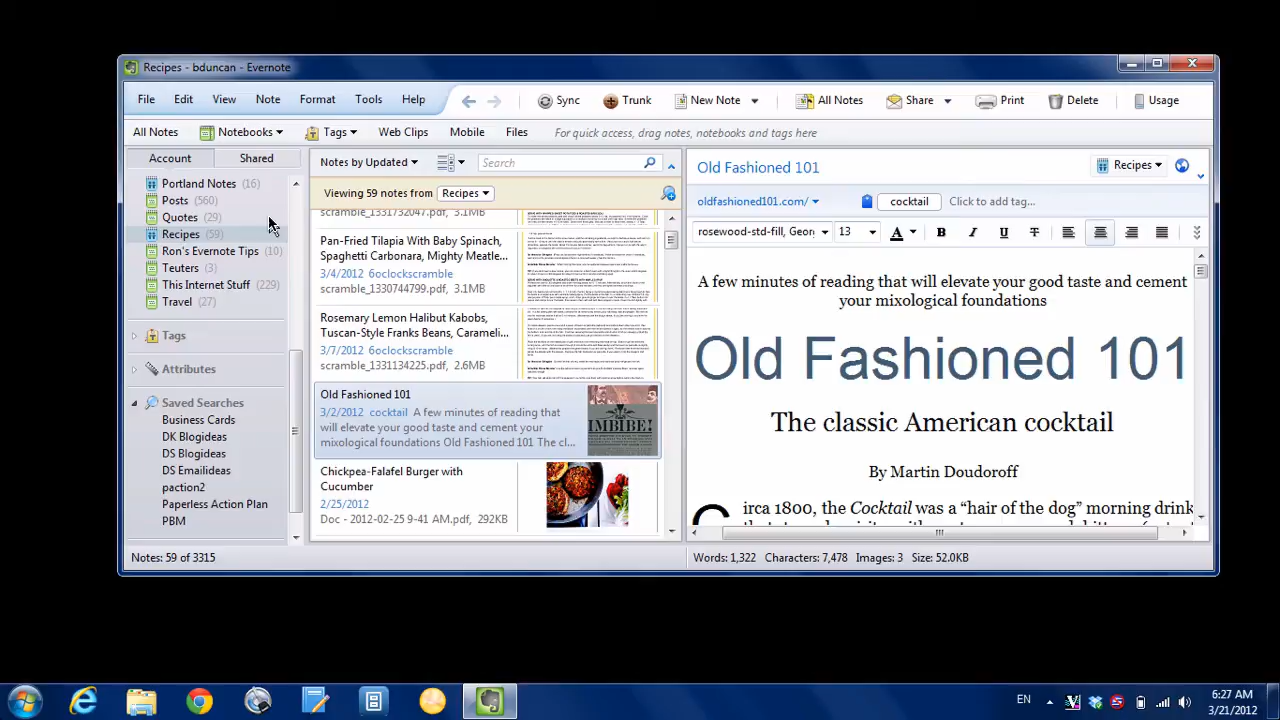 Recipes - bduncan - Evernote
File Edit View Note Format Tools Help
Sync Trunk New Note All Notes Share Print Delete Usage
All Notes Notebooks Tags Web Clips Mobile Files For quick access, drag notes, notebooks and tags here
Account Shared
Portland Notes (16)
Posts (560)
Quotes (29)
Recipes (59)
Ron's Evernote Tips (10)
Teuters (3)
This Internet Stuff (229)
Travel (27)
Tags
Attributes
Saved Searches
Business Cards
DK Blogideas
DS Blogideas
DS Emailideas
paction2
Paperless Action Plan
PBM
Notes: 59 of 3315
Notes by Updated Search
Viewing 59 notes from Recipes
scramble_1331732047.pdf, 3.1MB
Pan-Fried Tilapia With Baby Spinach,
Spaghetti Carbonara, Mighty Meatle...
3/4/2012 6oclockscramble
scramble_1330744799.pdf, 3.1MB
Honey-Lemon Halibut Kabobs,
Tuscan-Style Franks Beans, Carameli...
3/7/2012 6oclockscramble
scramble_1331134225.pdf, 2.6MB
Old Fashioned 101
3/2/2012 cocktail A few minutes of reading that
will elevate your good taste and cement your
mixological foundations Old Fashioned 101 The cl...
IMBIBE!
Chickpea-Falafel Burger with
Cucumber
2/25/2012
Doc - 2012-02-25 9-41 AM.pdf, 292KB
Old Fashioned 101 Recipes
oldfashioned101.com/ cocktail Click to add tag...
rosewood-std-fill, Georg 13 A B I U T
A few minutes of reading that will elevate your good taste and cement
your mixological foundations
Old Fashioned 101
The classic American cocktail
By Martin Doudoroff
Circa 1800, the Cocktail was a “hair of the dog” morning drink
Words: 1,322 Characters: 7,478 Images: 3 Size: 52.0KB
EN 6:27 AM
3/21/2012